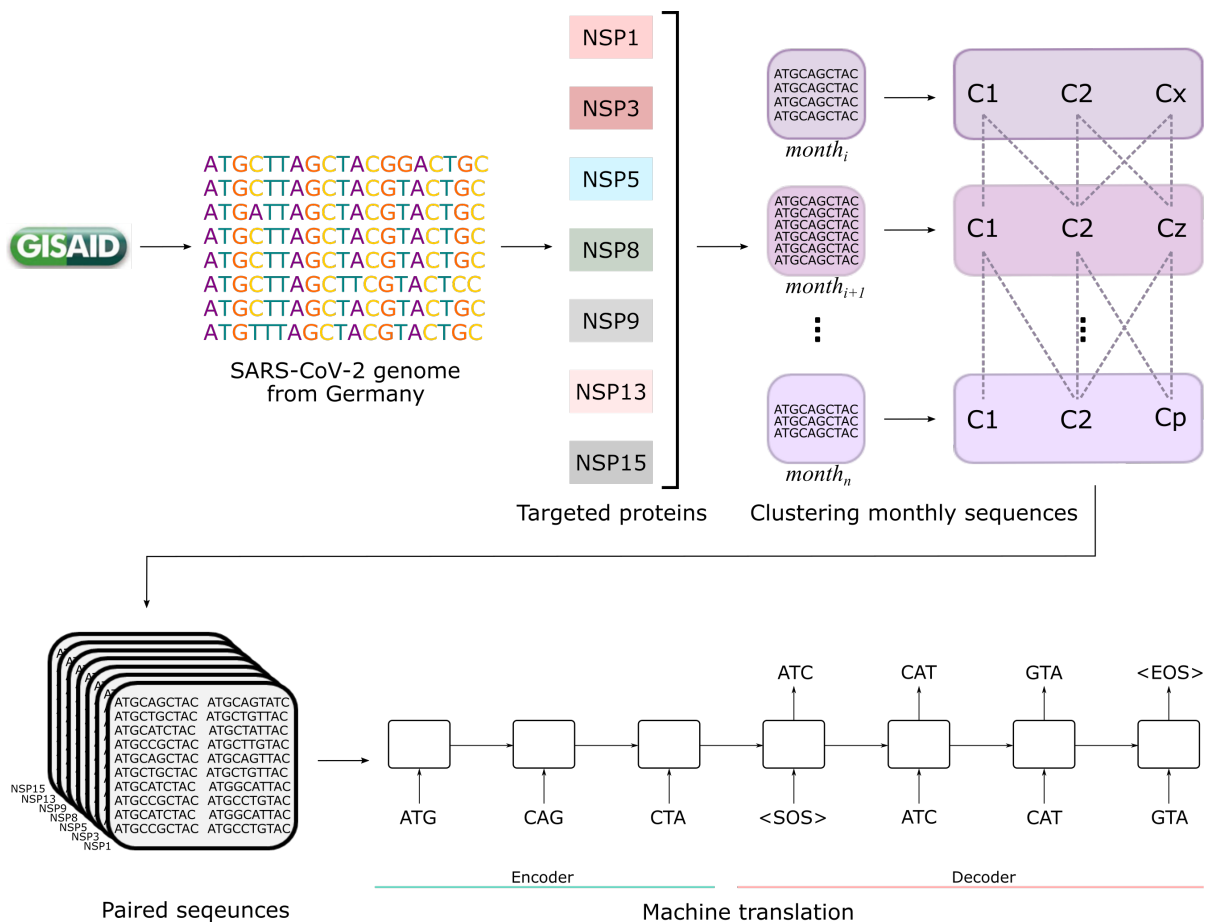 GISAID
ATGCTTAGCTACGGACTGC
ATGCTTAGCTACGTACTGC
ATGATTAGCTACGTACTGC
ATGCTTAGCTACGTACTGC
ATGCTTAGCTACGTACTGC
ATGCTTAGCTTCGTACTCC
ATGCTTAGCTACGTACTGC
ATGTTTAGCTACGTACTGC
SARS-CoV-2 genome
from Germany
NSP1
NSP3
NSP5
NSP8
NSP9
NSP13
NSP15
Targeted proteins
ATGCAGCTAC
ATGCAGCTAC
ATGCAGCTAC
ATGCAGCTAC
month i
C1 C2 Cx
ATGCAGCTAC
ATGCAGCTAC
ATGCAGCTAC
ATGCAGCTAC
ATGCAGCTAC
ATGCAGCTAC
month i+1
C1 C2 Cz
ATGCAGCTAC
ATGCAGCTAC
ATGCAGCTAC
month n
C1 C2 Cp
Clustering monthly sequences
ATGCAGCTAC ATGCAGTATC
ATGCTGCTAC ATGCTGTTAC
ATGCATCTAC ATGCTATTAC
ATGCCGCTAC ATGCTTGTAC
ATGCAGCTAC ATGCAGTTAC
ATGCTGCTAC ATGCTGTTAC
ATGCATCTAC ATGGCATTAC
ATGCCGCTAC ATGCCTGTAC
ATGCATCTAC ATGGCATTAC
ATGCCGCTAC ATGCCTGTAC
NSP15
NSP13
NSP9
NSP8
NSP5
NSP3
NSP1
Paired seqeunces
ATC CAT GTA <EOS>
ATG CAG CTA <SOS> ATC CAT GTA
Encoder Decoder
Machine translation